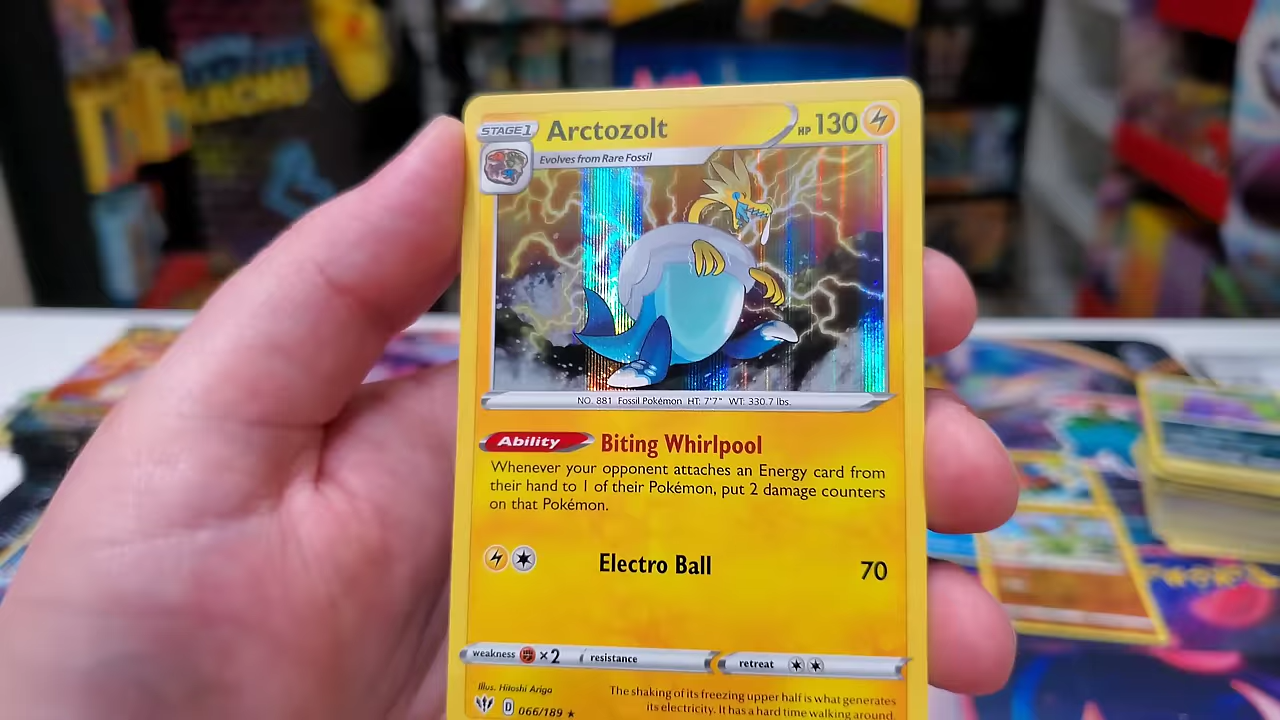 STAGE 1 Arctozolt HP 130
Evolves from Rare Fossil
NO. 881 Fossil Pokémon HT: 7'7" WT: 330.7 lbs.
Ability Biting Whirlpool
Whenever your opponent attaches an Energy card from
their hand to 1 of their Pokémon, put 2 damage counters
on that Pokémon.
Electro Ball 70
weakness ×2 resistance retreat
Illus. Hitoshi Ariga
D 066/189 ★
The shaking of its freezing upper half is what generates
its electricity. It has a hard time walking around